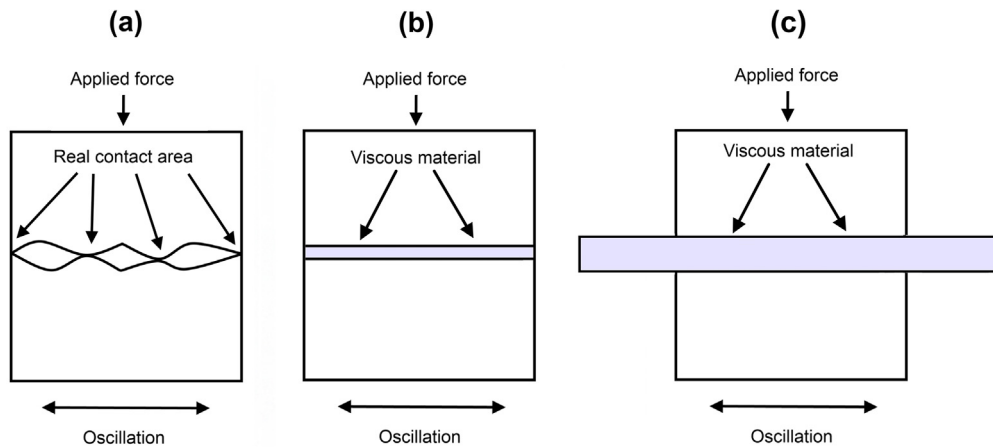 (a)
Applied force
Real contact area
Oscillation
(b)
Applied force
Viscous material
Oscillation
(c)
Applied force
Viscous material
Oscillation